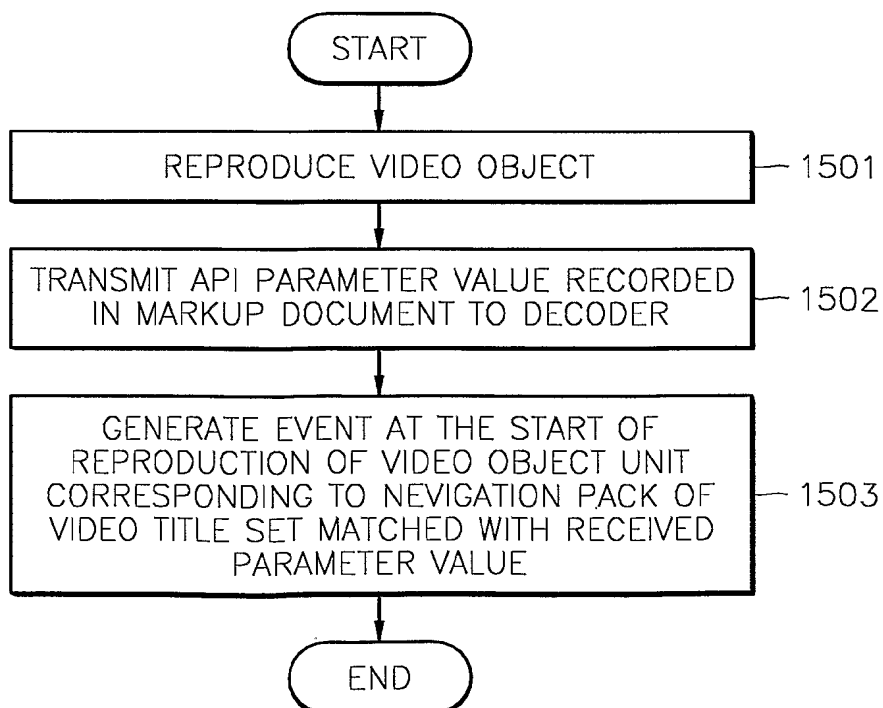 START
REPRODUCE VIDEO OBJECT
1501
TRANSMIT API PARAMETER VALUE RECORDED
IN MARKUP DOCUMENT TO DECODER
1502
GENERATE EVENT AT THE START OF
REPRODUCTION OF VIDEO OBJECT UNIT
CORRESPONDING TO NEVIGATION PACK OF
VIDEO TITLE SET MATCHED WITH RECEIVED
PARAMETER VALUE
1503
END